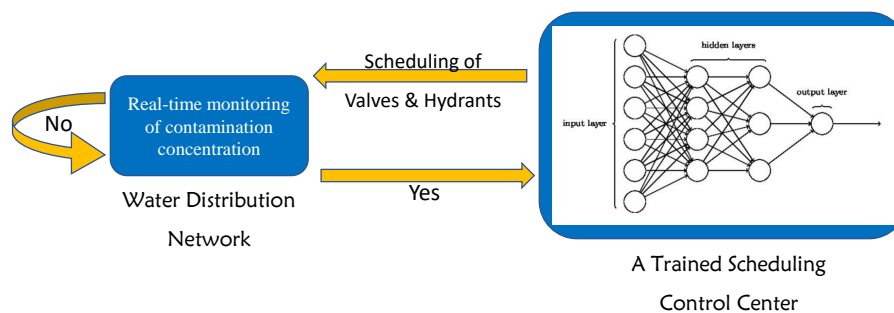 Scheduling of
Valves & Hydrants
No
Real-time monitoring
of contamination
concentration
Yes
Water Distribution
Network
hidden layers
output layer
input layer
A Trained Scheduling
Control Center